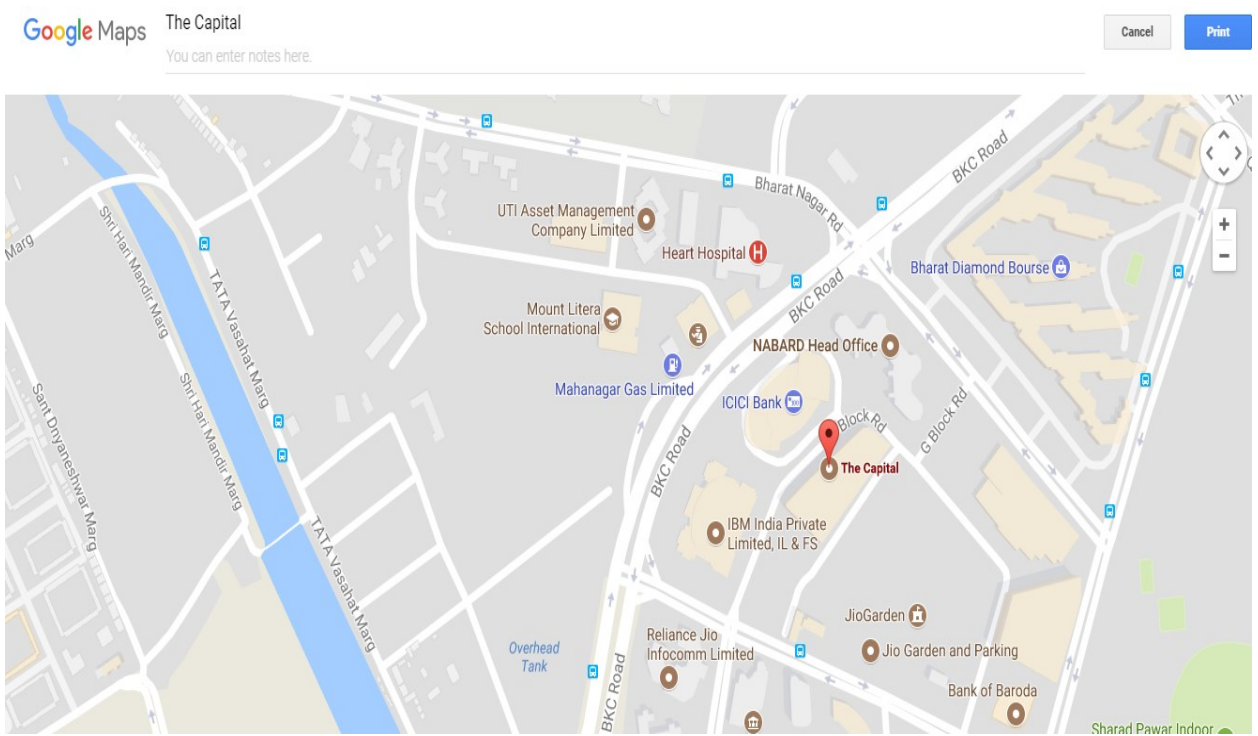 Google Maps
The Capital
You can enter notes here.
Cancel
Print
BKC Road
Bharat Nagar Rd
UTI Asset Management
Company Limited
Heart Hospital
H
Marg
Shri Hari Mandir Marg
TATA Vasahat Marg
BKC Road
Bharat Diamond Bourse
+
-
Mount Litera
School International
NABARD Head Office
Mahanagar Gas Limited
ICICI Bank
Block Rd
G Block Rd
Sant Dnyaneshwar Marg
Shri Hari Mandir Marg
BKC Road
The Capital
IBM India Private
Limited, IL & FS
TATA Vasahat Marg
JioGarden
Overhead
Tank
Reliance Jio
Infocomm Limited
Jio Garden and Parking
BKC Road
Bank of Baroda
Sharad Pawar Indoor